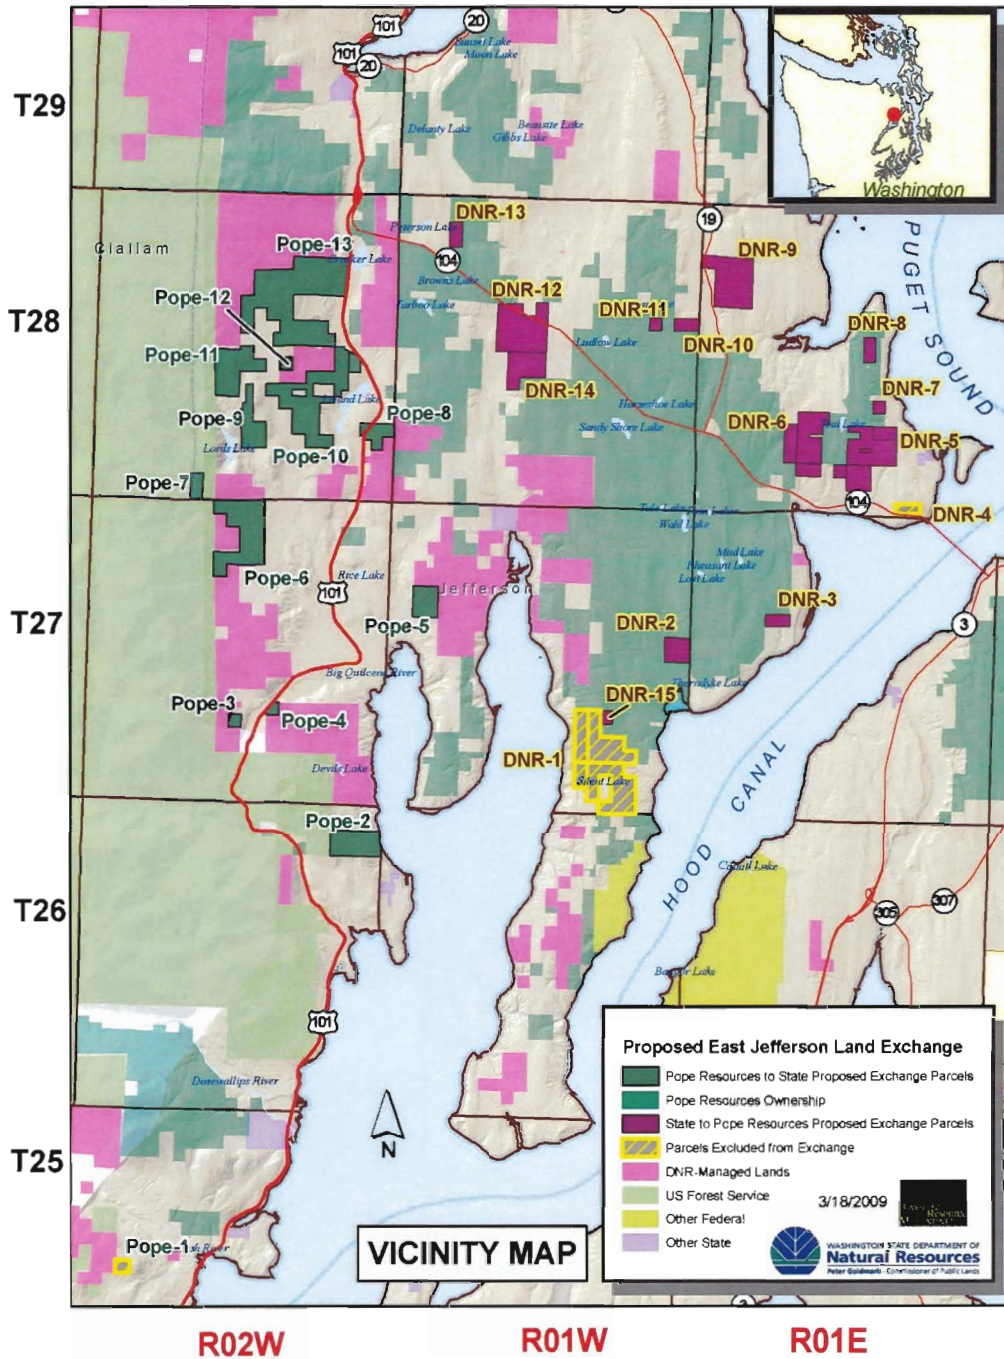 T29
T28
T27
T26
T25
R02W
R01W
R01E
101
20
20
101
Sunset Lake
Moon Lake
Delanty Lake
Beausite Lake
Gibbs Lake
Washington
Clallam
Pope-13
Peterson Lake
DNR-13
104
19
DNR-9
PUGET SOUND
Pope-12
Browns Lake
DNR-12
Tarboo Lake
DNR-11
DNR-10
DNR-8
Pope-11
Ludlow Lake
DNR-14
DNR-7
Pope-9
Pope-8
Horseshoe Lake
DNR-6
Lords Lake
Pope-10
Sandy Shore Lake
DNR-5
Pope-7
104
DNR-4
Wahl Lake
Mud Lake
Pheasant Lake
Lost Lake
Pope-6
Rice Lake
101
Jefferson
Pope-5
DNR-3
DNR-2
3
Big Quilcene River
Thorndyke Lake
Pope-3
Pope-4
DNR-15
DNR-1
Devils Lake
Silent Lake
HOOD CANAL
Pope-2
305
307
101
Dosewallips River
N
Pope-1
VICINITY MAP
Proposed East Jefferson Land Exchange
Pope Resources to State Proposed Exchange Parcels
Pope Resources Ownership
State to Pope Resources Proposed Exchange Parcels
Parcels Excluded from Exchange
DNR-Managed Lands
US Forest Service
Other Federal
Other State
3/18/2009
WASHINGTON STATE DEPARTMENT OF
Natural Resources
Peter Goldmark - Commissioner of Public Lands